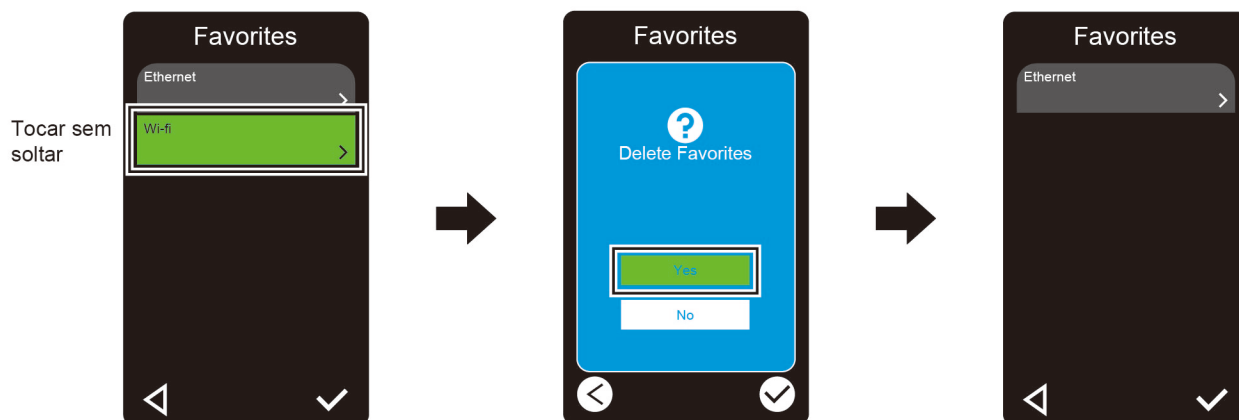 Favorites
Ethernet
Tocar sem
soltar
Wi-fi
Favorites
?
Delete Favorites
Yes
No
Favorites
Ethernet